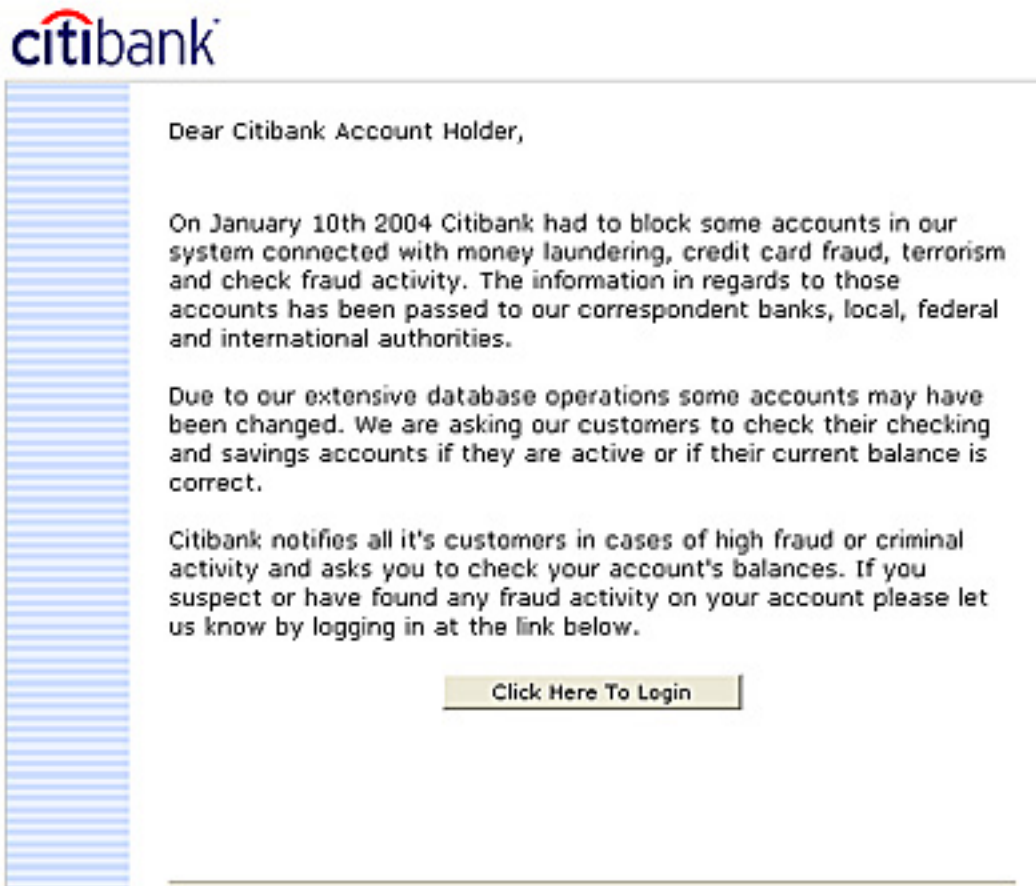 citibank
Dear Citibank Account Holder,
On January 10th 2004 Citibank had to block some accounts in our
system connected with money laundering, credit card fraud, terrorism
and check fraud activity. The information in regards to those
accounts has been passed to our correspondent banks, local, federal
and international authorities.
Due to our extensive database operations some accounts may have
been changed. We are asking our customers to check their checking
and savings accounts if they are active or if their current balance is
correct.
Citibank notifies all it's customers in cases of high fraud or criminal
activity and asks you to check your account's balances. If you
suspect or have found any fraud activity on your account please let
us know by logging in at the link below.
Click Here To Login